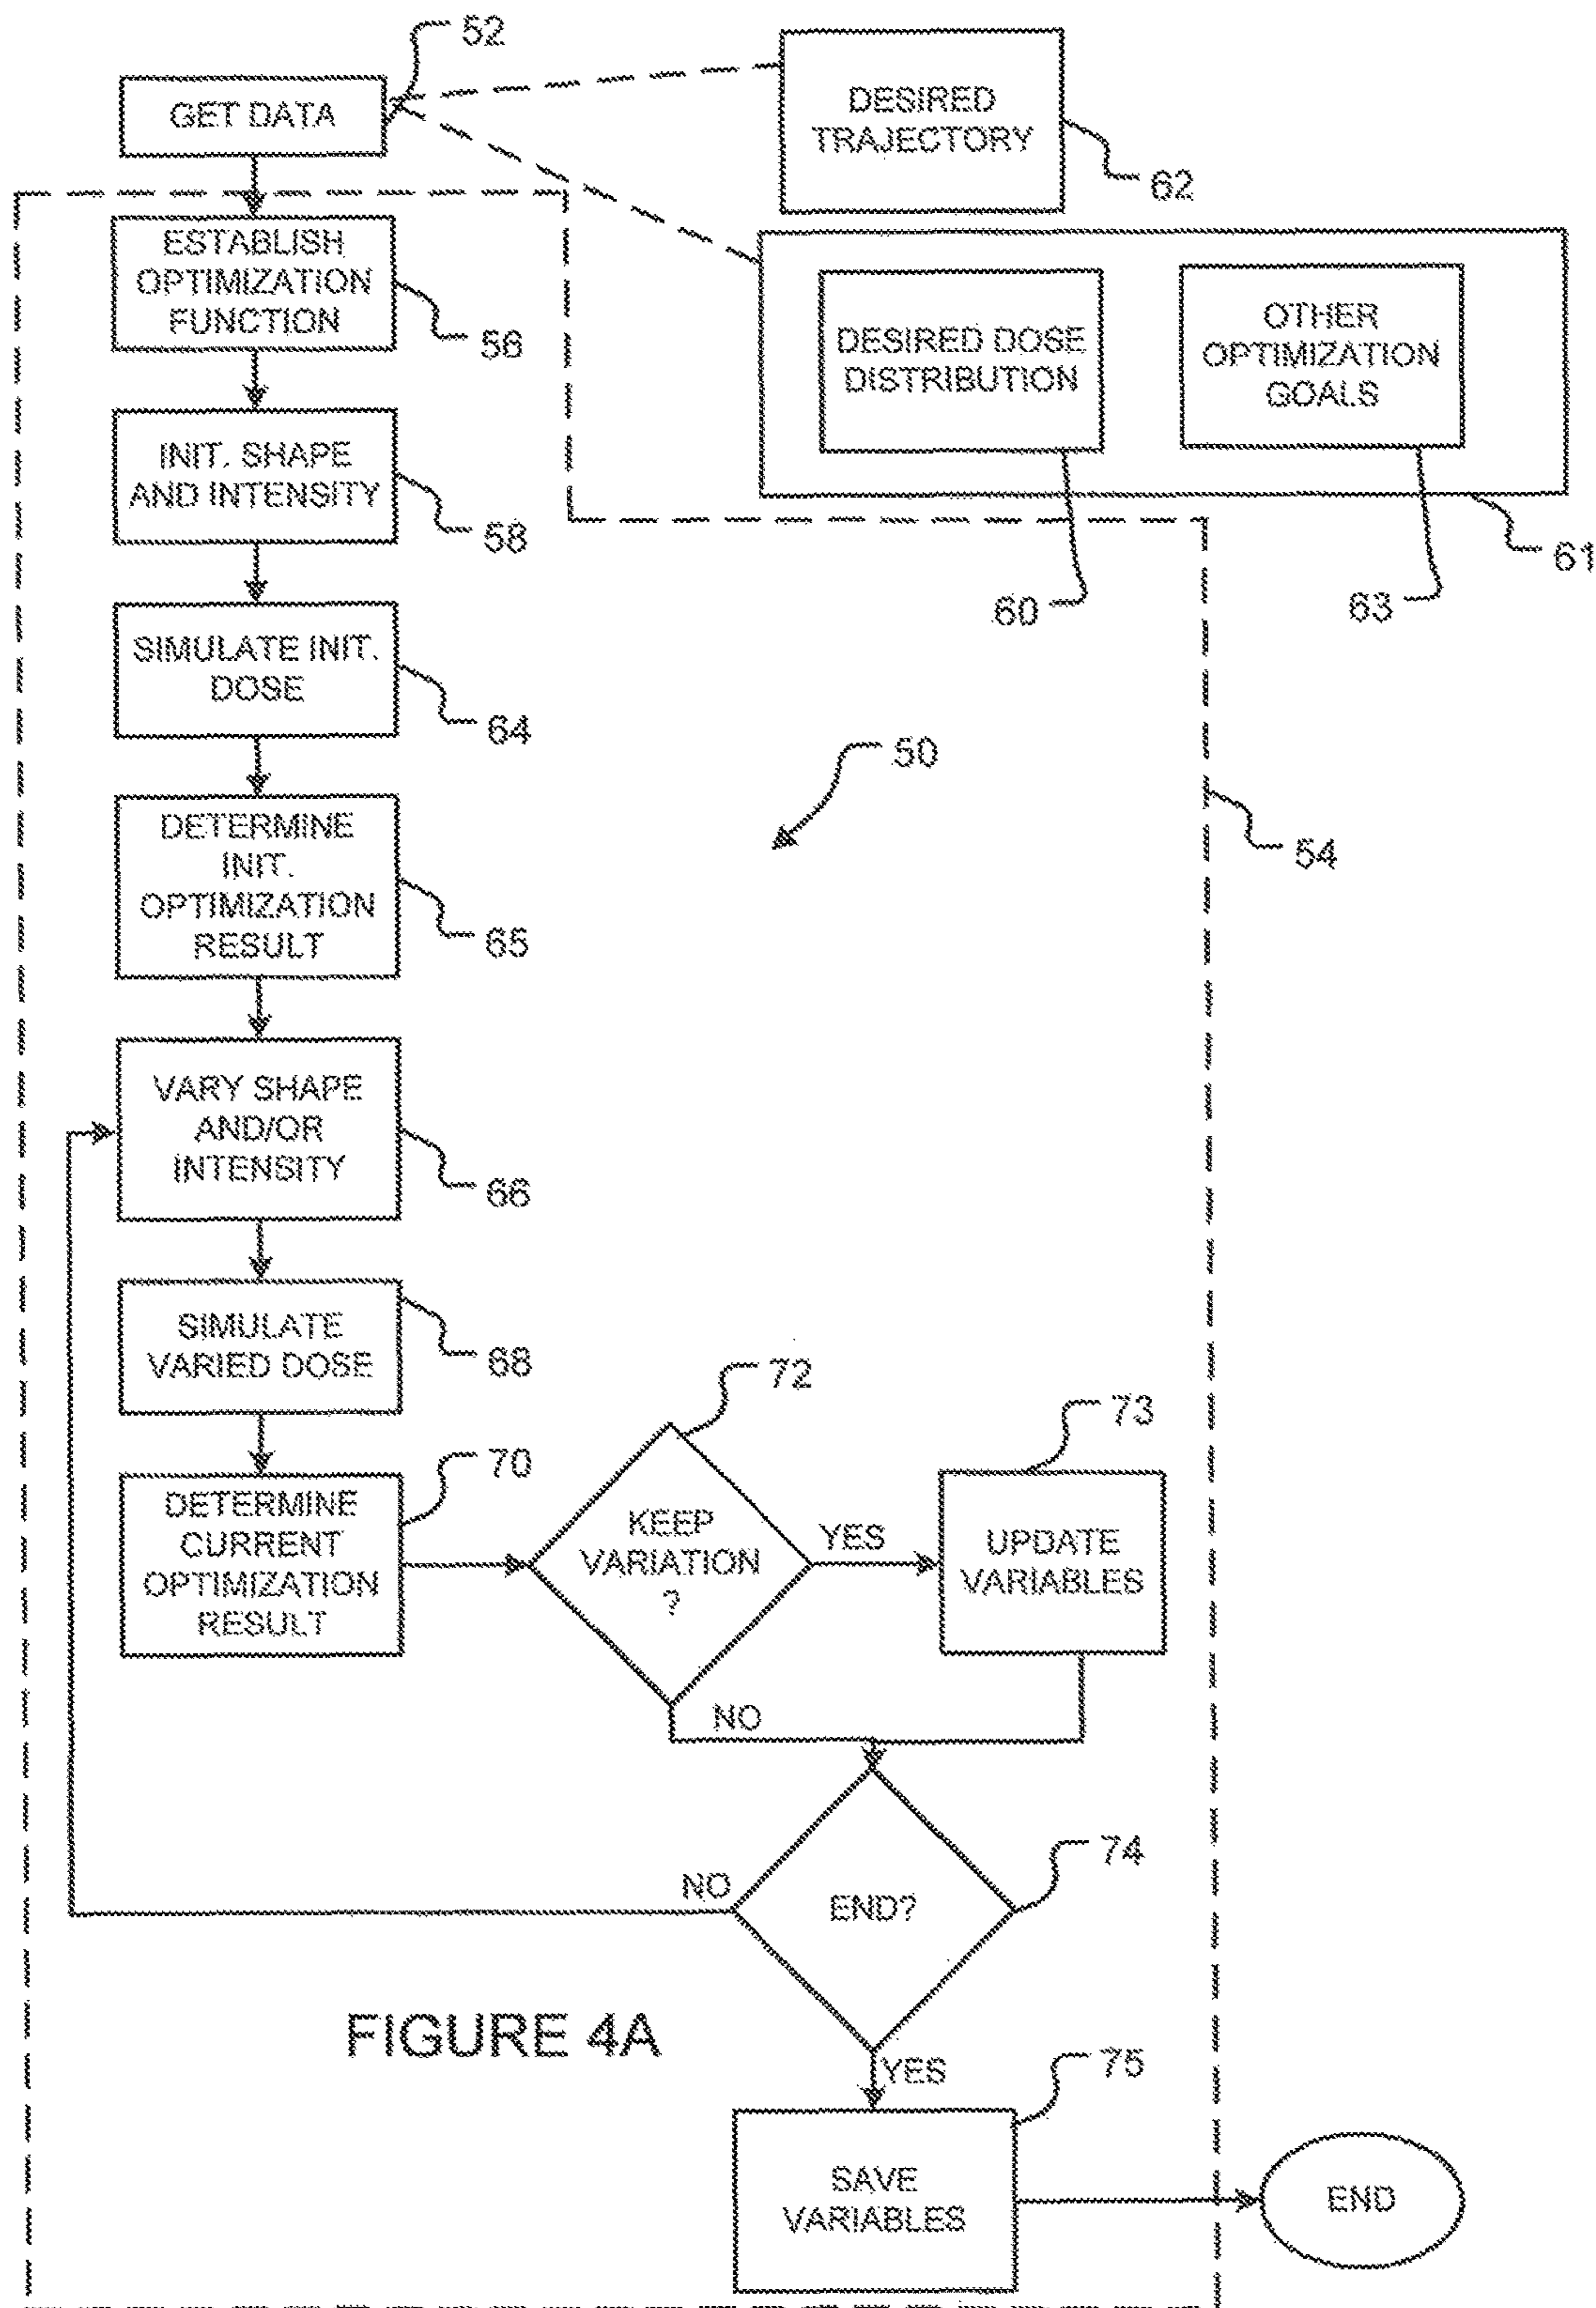 52
GET DATA
DESIRED
TRAJECTORY
62
ESTABLISH
OPTIMIZATION
FUNCTION
56
DESIRED DOSE
DISTRIBUTION
OTHER
OPTIMIZATION
GOALS
61
60
63
INIT. SHAPE
AND INTENSITY
58
SIMULATE INIT.
DOSE
64
50
54
DETERMINE
INIT.
OPTIMIZATION
RESULT
65
VARY SHAPE
AND/OR
INTENSITY
66
SIMULATE
VARIED DOSE
68
72
73
DETERMINE
CURRENT
OPTIMIZATION
RESULT
70
KEEP
VARIATION
?
YES
UPDATE
VARIABLES
NO
NO
END?
74
FIGURE 4A
YES
75
SAVE
VARIABLES
END